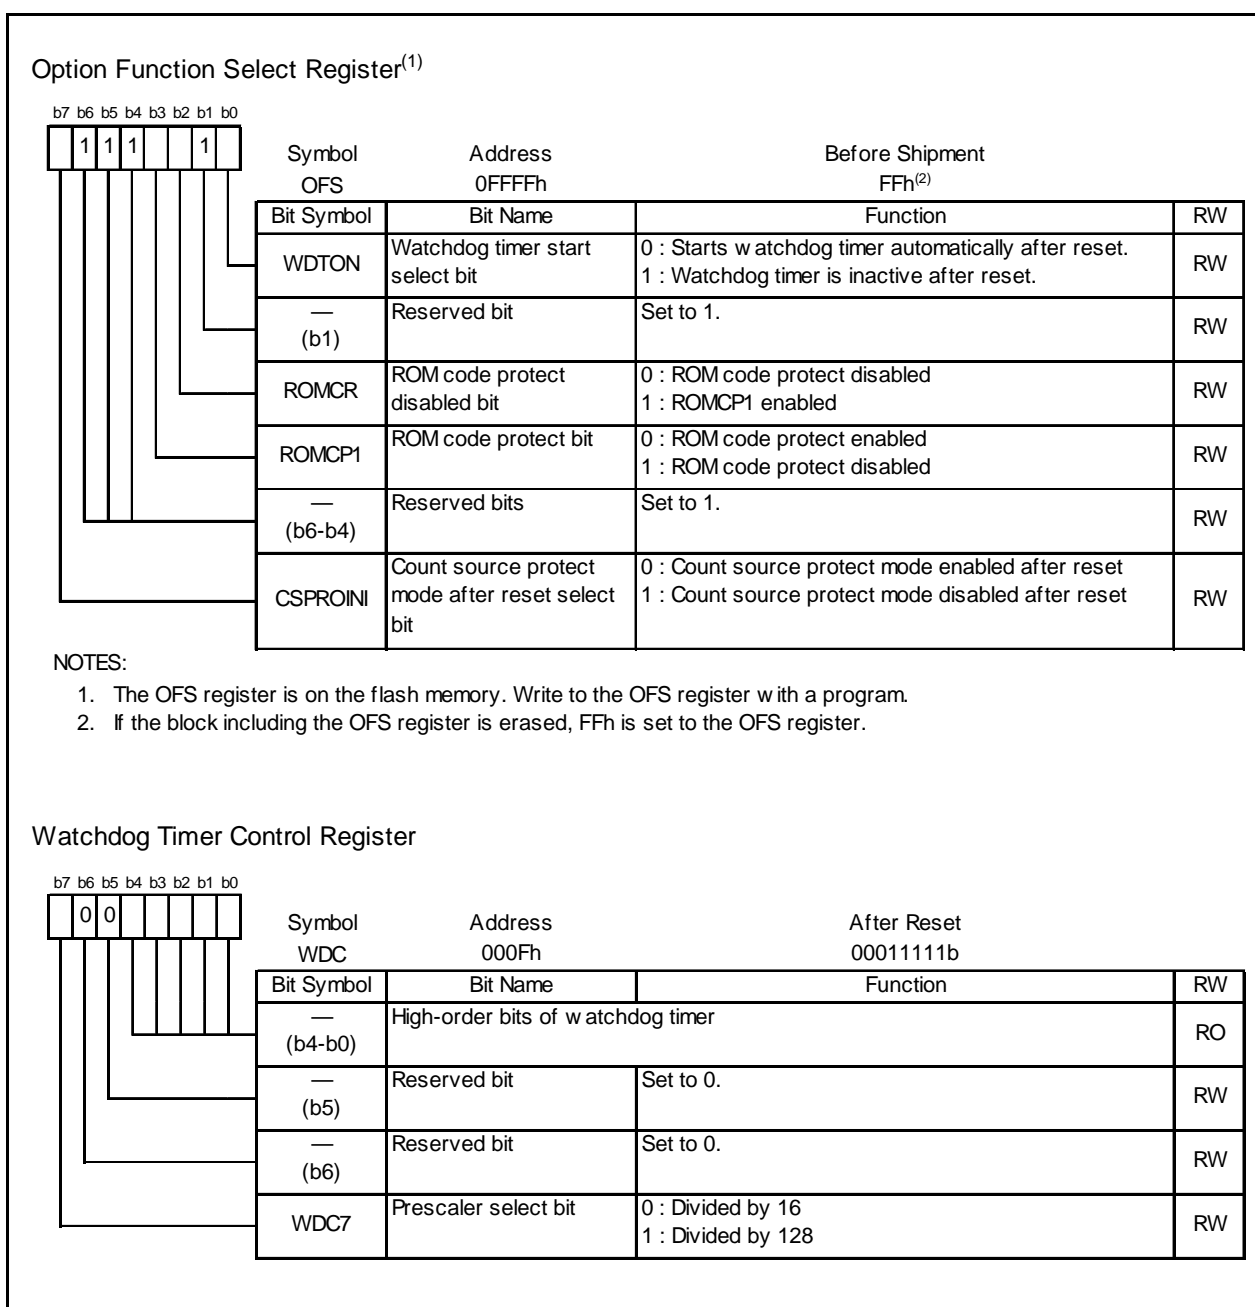 Option Function Select Register(1)
b7 b6 b5 b4 b3 b2 b1 b0
1 1 1 1
Symbol Address Before Shipment
OFS 0FFFFh FFh(2)
Bit Symbol Bit Name Function RW
WDTON Watchdog timer start select bit 0 : Starts watchdog timer automatically after reset. RW
1 : Watchdog timer is inactive after reset.
— (b1) Reserved bit Set to 1. RW
ROMCR ROM code protect disabled bit 0 : ROM code protect disabled RW
1 : ROMCP1 enabled
ROMCP1 ROM code protect bit 0 : ROM code protect enabled RW
1 : ROM code protect disabled
— (b6-b4) Reserved bits Set to 1. RW
CSPROINI Count source protect mode after reset select bit 0 : Count source protect mode enabled after reset RW
1 : Count source protect mode disabled after reset
NOTES:
1. The OFS register is on the flash memory. Write to the OFS register with a program.
2. If the block including the OFS register is erased, FFh is set to the OFS register.
Watchdog Timer Control Register
b7 b6 b5 b4 b3 b2 b1 b0
0 0
Symbol Address After Reset
WDC 000Fh 00011111b
Bit Symbol Bit Name Function RW
— (b4-b0) High-order bits of watchdog timer RO
— (b5) Reserved bit Set to 0. RW
— (b6) Reserved bit Set to 0. RW
WDC7 Prescaler select bit 0 : Divided by 16 RW
1 : Divided by 128